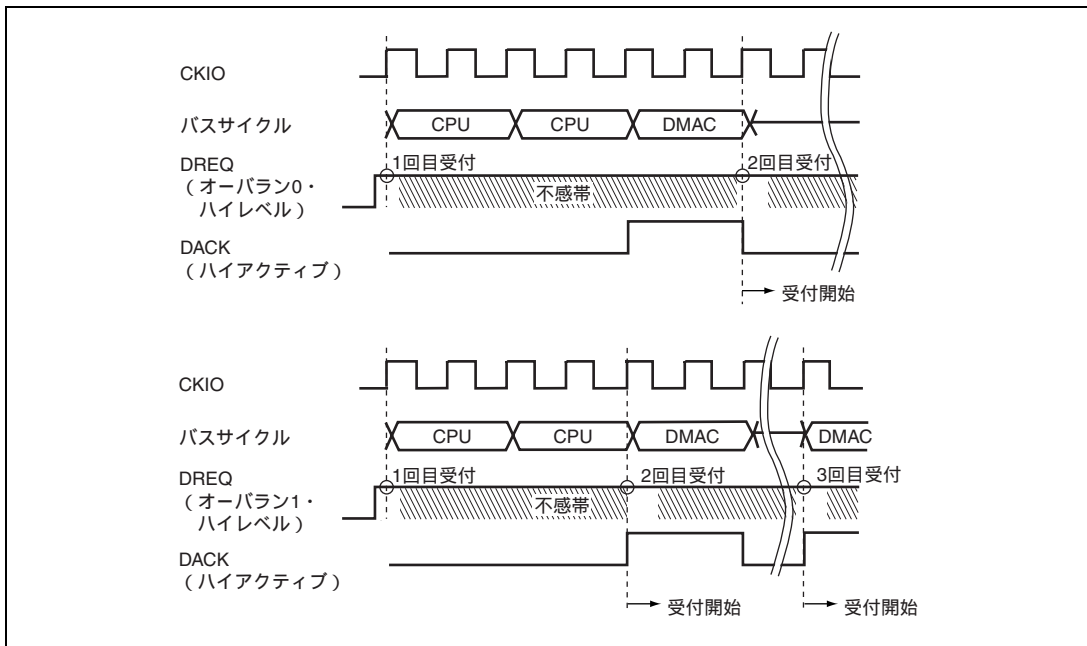 CKIO
バスサイクル
CPU
CPU
DMAC
DREQ
(オーバラン0・
ハイレベル)
1回目受付
2回目受付
不感帯
DACK
(ハイアクティブ)
受付開始
CKIO
バスサイクル
CPU
CPU
DMAC
DMAC
DREQ
(オーバラン1・
ハイレベル)
1回目受付
2回目受付
3回目受付
不感帯
DACK
(ハイアクティブ)
受付開始
受付開始